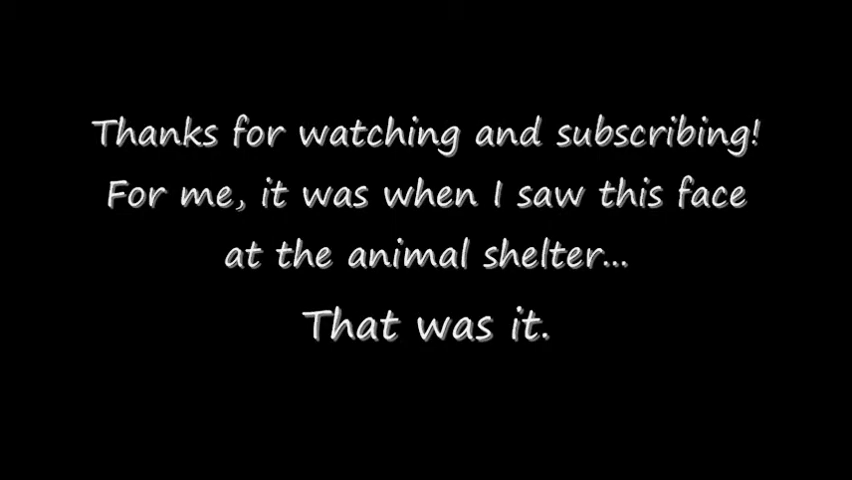 Thanks for watching and subscribing!
For me, it was when I saw this face
at the animal shelter...
That was it.